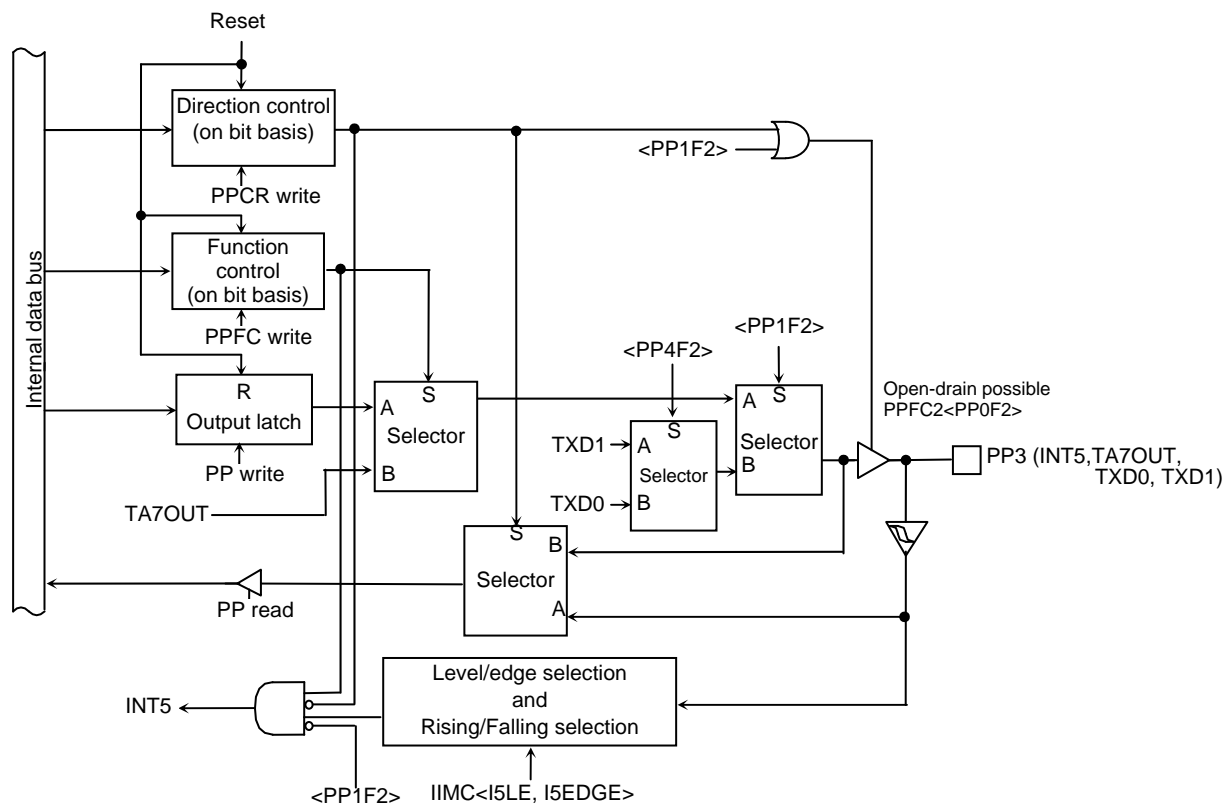 Reset
Direction control
(on bit basis)
<PP1F2>
PPCR write
Internal data bus
Function
control
(on bit basis)
PPFC write
<PP1F2>
<PP4F2>
R
Output latch
S
A
Selector
B
S
A
Selector
B
Open-drain possible
PPFC2<PP0F2>
TXD1
S
A
Selector
B
TXD0
PP3 (INT5,TA7OUT,
TXD0, TXD1)
PP write
TA7OUT
S
B
Selector
A
PP read
Level/edge selection
and
Rising/Falling selection
INT5
<PP1F2>
IIMC<I5LE, I5EDGE>